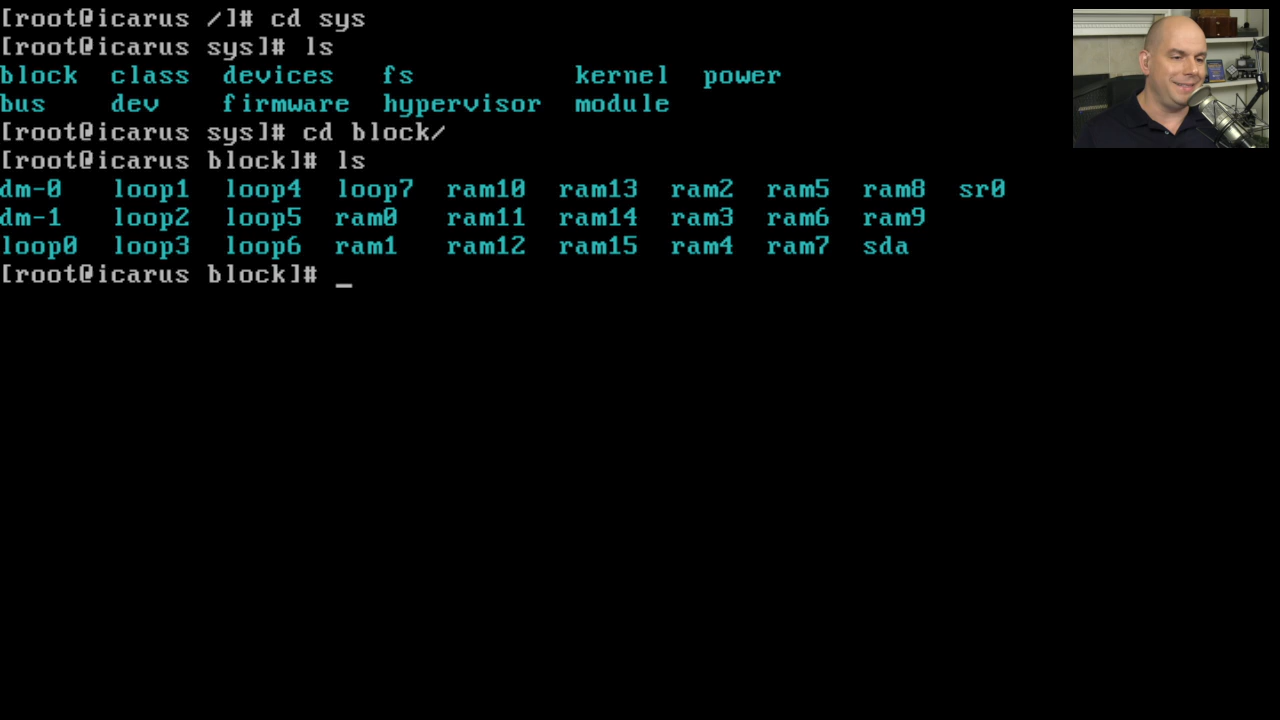 [root@icarus /]# cd sys
[root@icarus sys]# ls
block class devices fs kernel power
bus dev firmware hypervisor module
[root@icarus sys]# cd block/
[root@icarus block]# ls
dm-0 loop1 loop4 loop7 ram10 ram13 ram2 ram5 ram8 sr0
dm-1 loop2 loop5 ram0 ram11 ram14 ram3 ram6 ram9
loop0 loop3 loop6 ram1 ram12 ram15 ram4 ram7 sda
[root@icarus block]# _